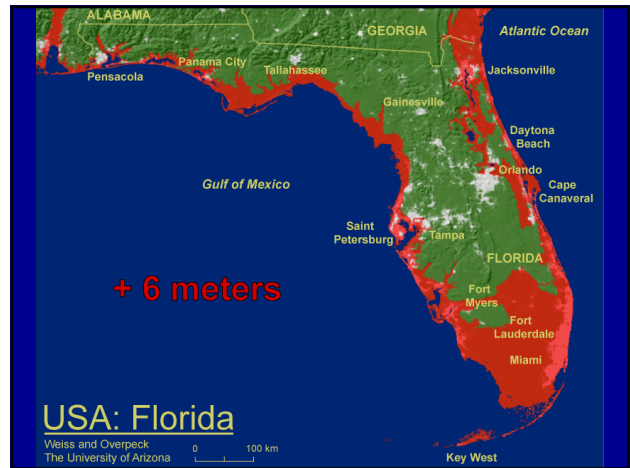 ALABAMA
GEORGIA
Atlantic Ocean
Pensacola
Panama City
Tallahassee
Jacksonville
Gainesville
Daytona
Beach
Orlando
Cape
Canaveral
Gulf of Mexico
Saint
Petersburg
Tampa
FLORIDA
+ 6 meters
Fort
Myers
Fort
Lauderdale
Miami
USA: Florida
Weiss and Overpeck
The University of Arizona
0 100 km
Key West